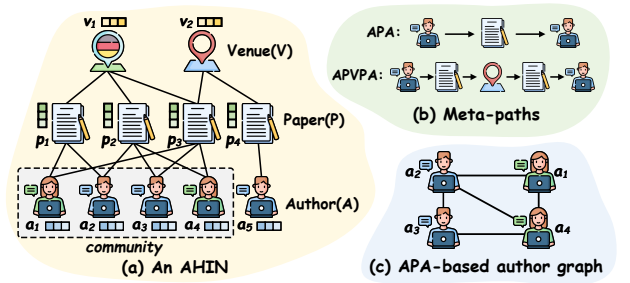 v1 v2
Venue(V)
p1 p2 p3 p4
Paper(P)
a1 a2 a3 a4 a5
Author(A)
community
(a) An AHIN
APA:
APVPA:
(b) Meta-paths
a2 a1
a3 a4
(c) APA-based author graph